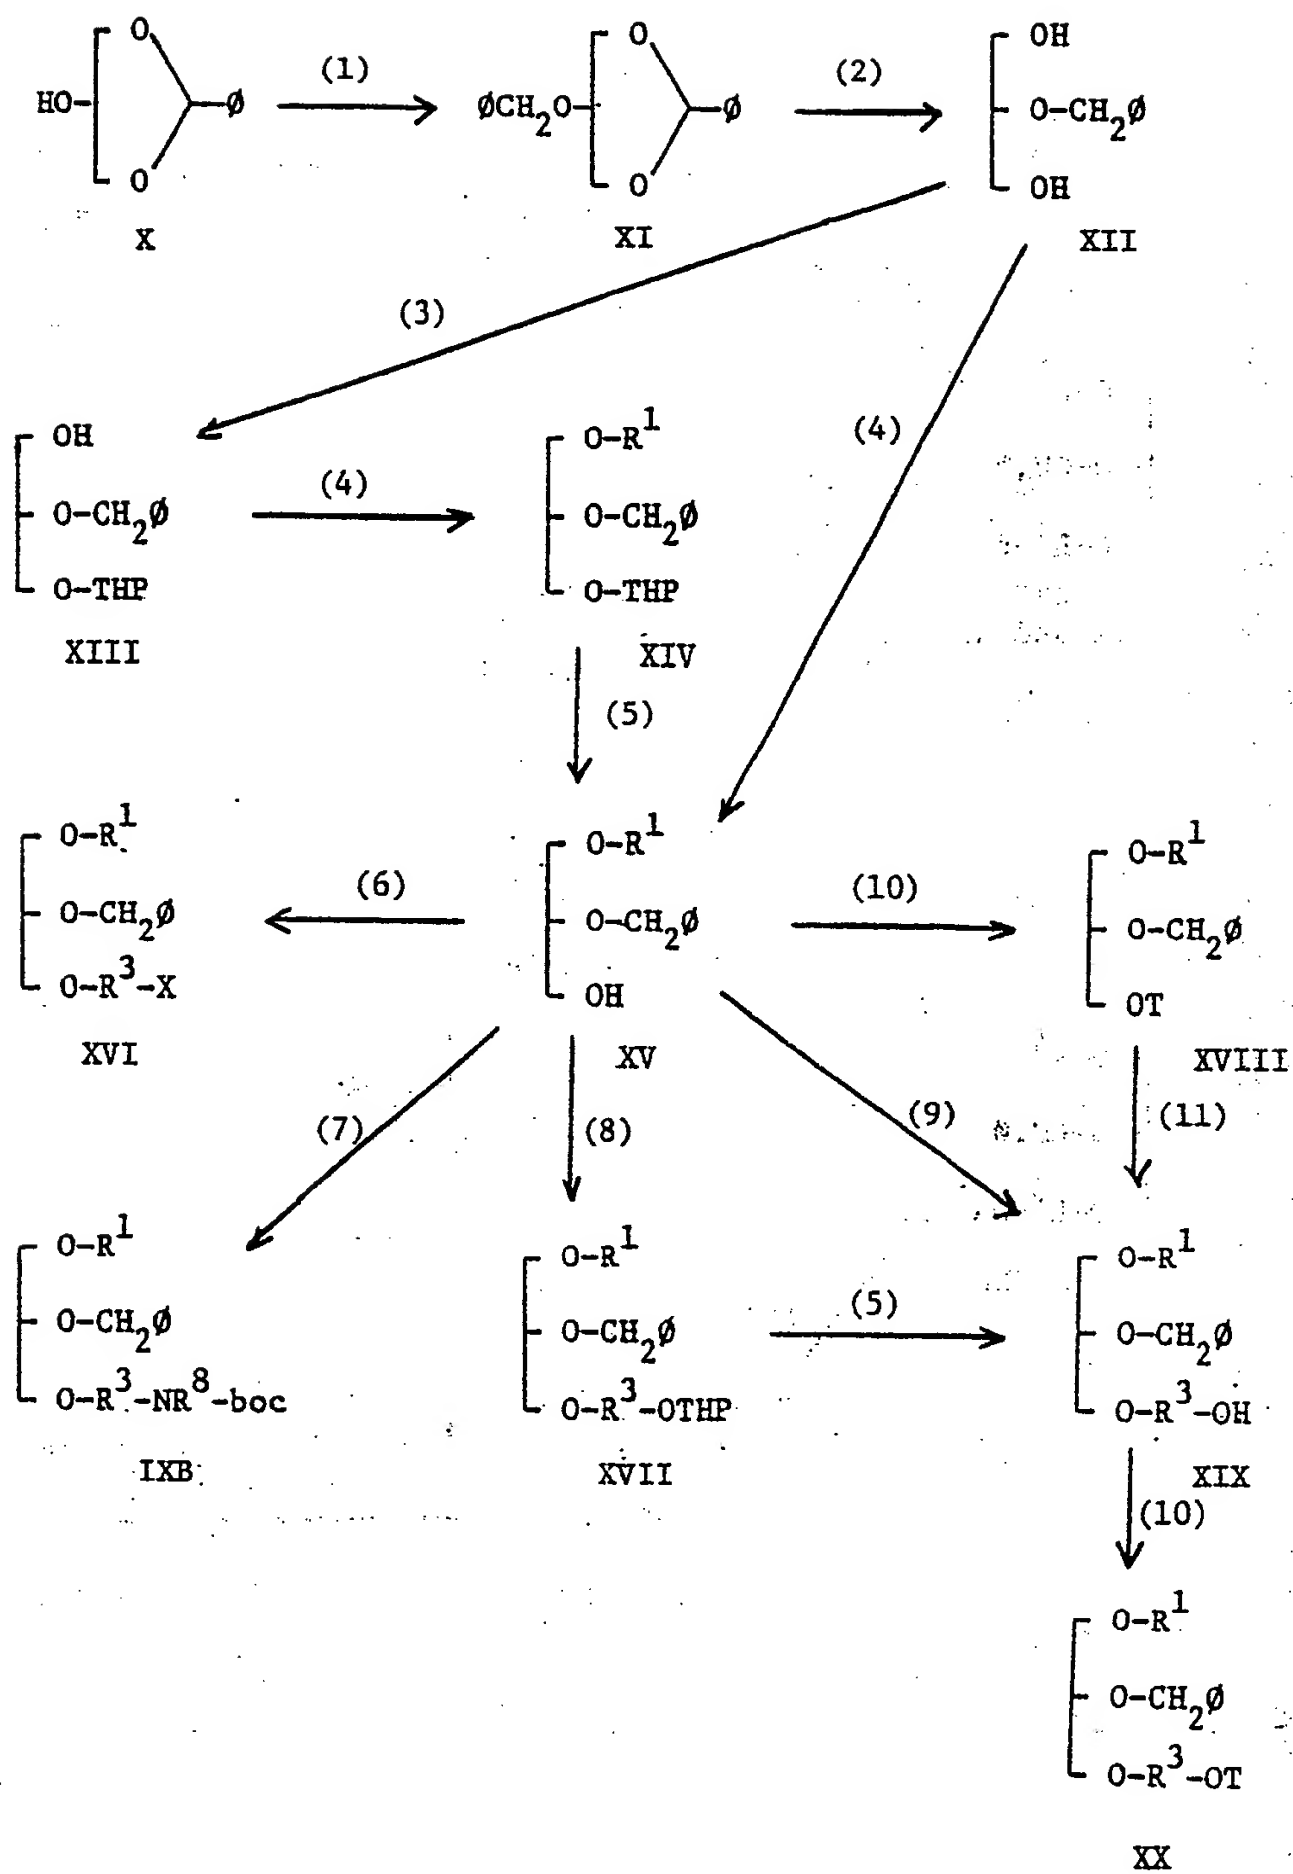 O
HO
Ø
O
X
(1)
O
ØCH2O
Ø
O
XI
(2)
OH
O-CH2Ø
OH
XII
(3)
(4)
OH
O-CH2Ø
O-THP
XIII
(4)
O-R1
O-CH2Ø
O-THP
XIV
(5)
O-R1
O-CH2Ø
O-R3-X
XVI
(6)
O-R1
O-CH2Ø
OH
XV
(10)
O-R1
O-CH2Ø
OT
XVIII
(7)
(8)
(9)
(11)
O-R1
O-CH2Ø
O-R3-NR8-boc
IXB
O-R1
O-CH2Ø
O-R3-OTHP
XVII
(5)
O-R1
O-CH2Ø
O-R3-OH
XIX
(10)
O-R1
O-CH2Ø
O-R3-OT
XX